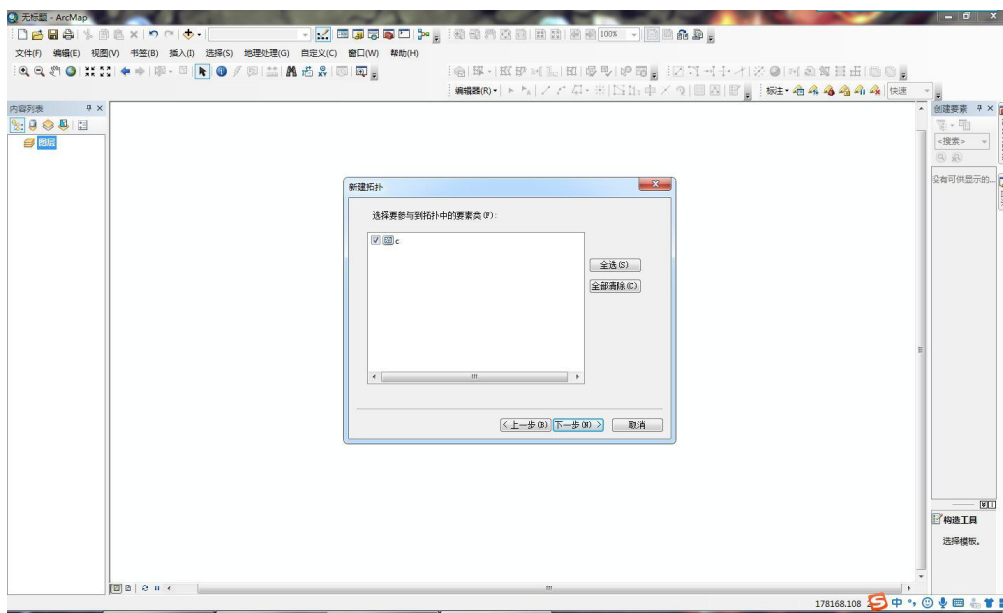 无标题 - ArcMap
100%
文件(F) 编辑(E) 视图(V) 书签(B) 插入(I) 选择(S) 地理处理(G) 自定义(C) 窗口(W) 帮助(H)
编辑器(R) 标注 快速
内容列表
图层
新建拓扑
选择要参与到拓扑中的要素类(F):
c
全选(S)
全部清除(C)
< 上一步(B) 下一步(N) > 取消
创建要素
<搜索>
没有可供显示的...
构造工具
选择模板。
178168.108
中